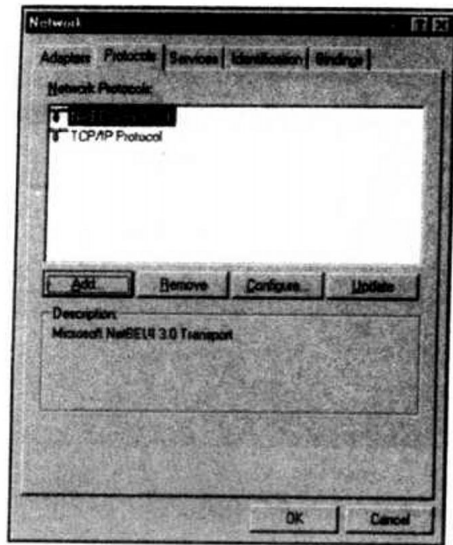 Network
Adapters Protocols Services Identification Bindings
Network Protocols:
TCP/IP Protocol
Add... Remove Configure... Update
Description:
Microsoft NetBEUI 3.0 Transport
OK Cancel